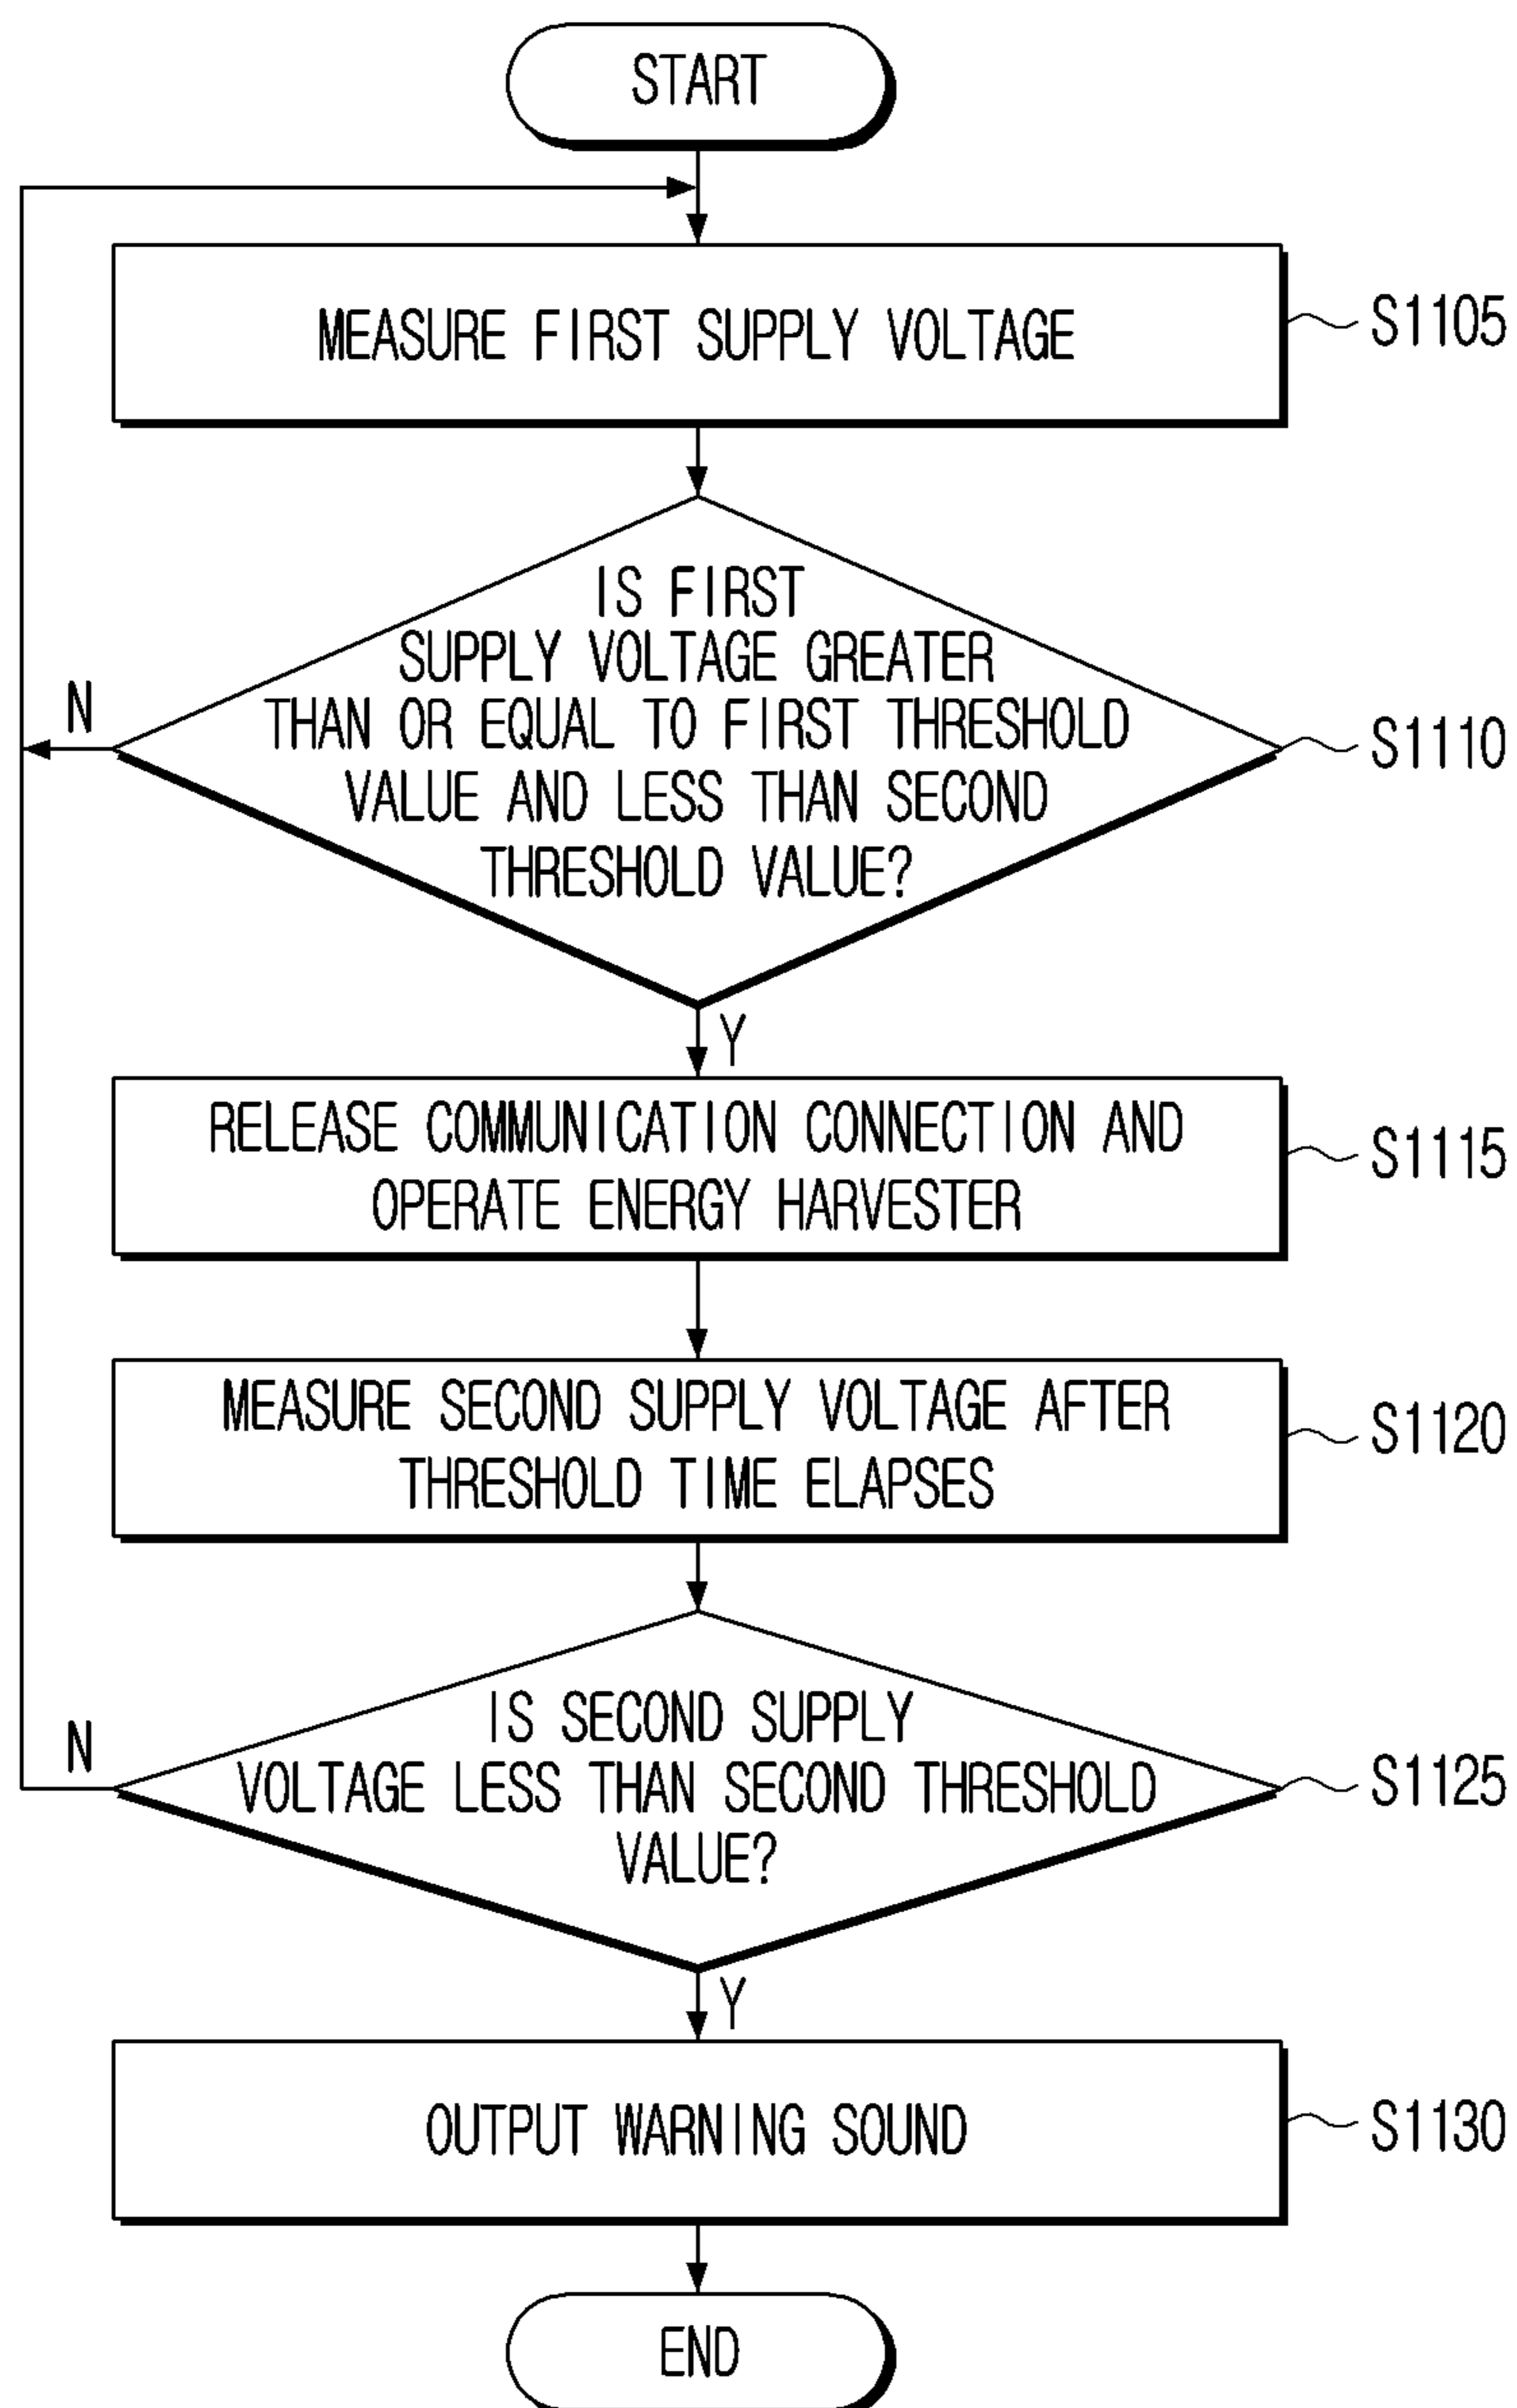 START
MEASURE FIRST SUPPLY VOLTAGE
S1105
IS FIRST
SUPPLY VOLTAGE GREATER
THAN OR EQUAL TO FIRST THRESHOLD
VALUE AND LESS THAN SECOND
THRESHOLD VALUE?
N
S1110
Y
RELEASE COMMUNICATION CONNECTION AND
OPERATE ENERGY HARVESTER
S1115
MEASURE SECOND SUPPLY VOLTAGE AFTER
THRESHOLD TIME ELAPSES
S1120
IS SECOND SUPPLY
VOLTAGE LESS THAN SECOND THRESHOLD
VALUE?
N
S1125
Y
OUTPUT WARNING SOUND
S1130
END